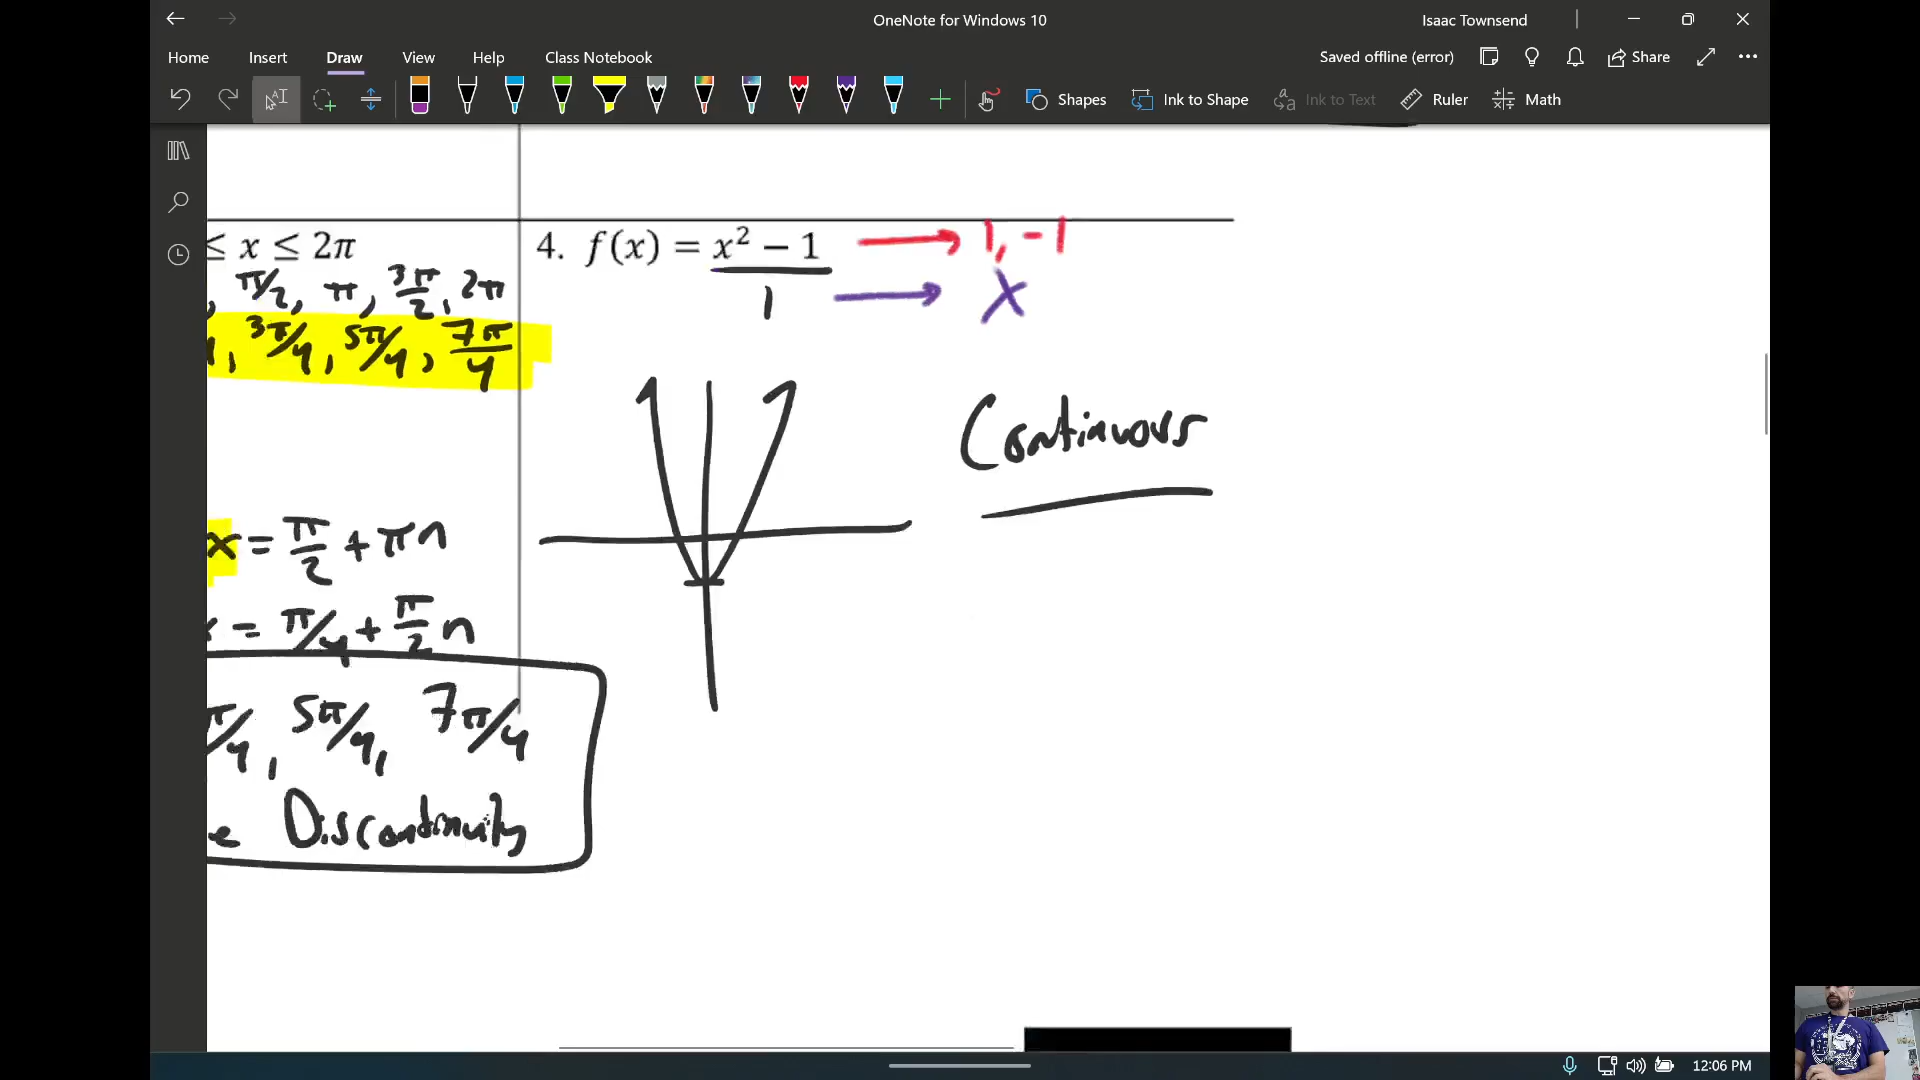 OneNote for Windows 10
Isaac Townsend
Home Insert Draw View Help Class Notebook
Saved offline (error) Share
Shapes Ink to Shape Ink to Text Ruler Math
≤ x ≤ 2π
, π/2, π, 3π/2, 2π
, 3π/4, 5π/4, 7π/4
x = π/2 + πn
x = π/4 + π/2 n
π/4, 5π/4, 7π/4
e Discontinuity
4. f(x) = x² − 1 → 1, -1
1 → X
Continuous
12:06 PM